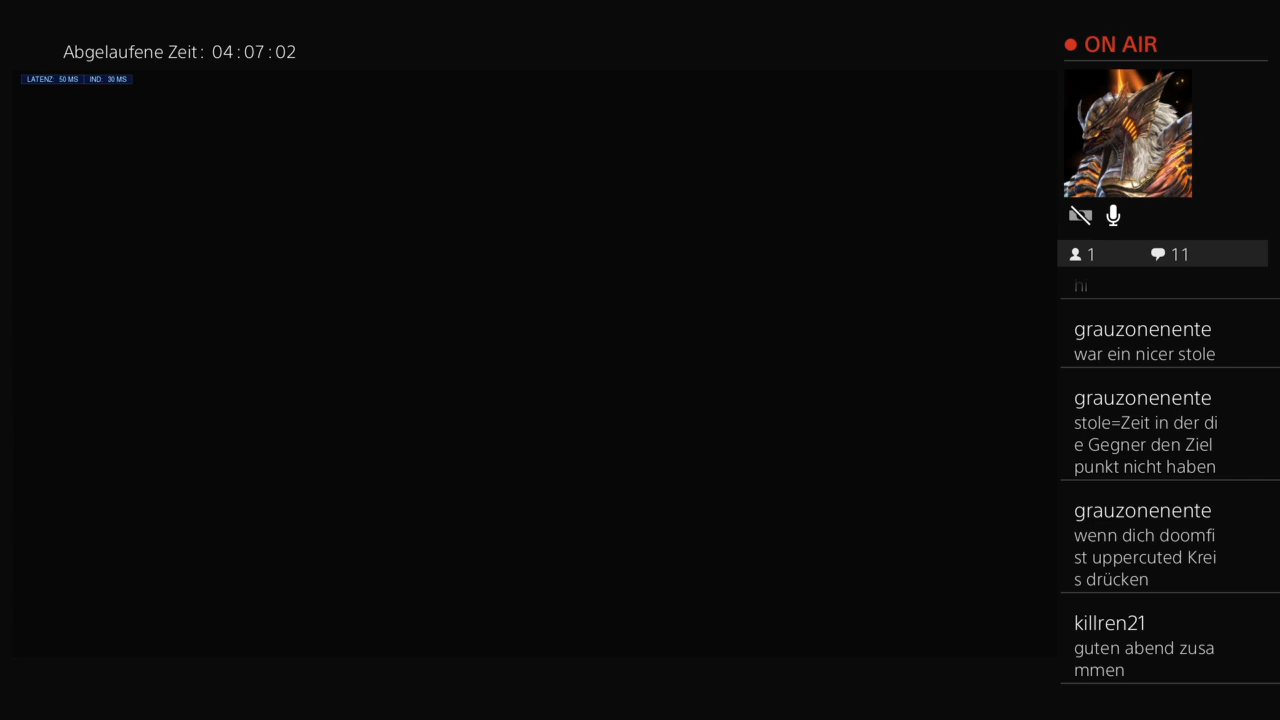 Abgelaufene Zeit: 04:07:02
LATENZ: 50 MS IND: 30 MS
ON AIR
1 11
hi
grauzonenente
war ein nicer stole
grauzonenente
stole=Zeit in der di
e Gegner den Ziel
punkt nicht haben
grauzonenente
wenn dich doomfi
st uppercuted Krei
s drücken
killren21
guten abend zusa
mmen